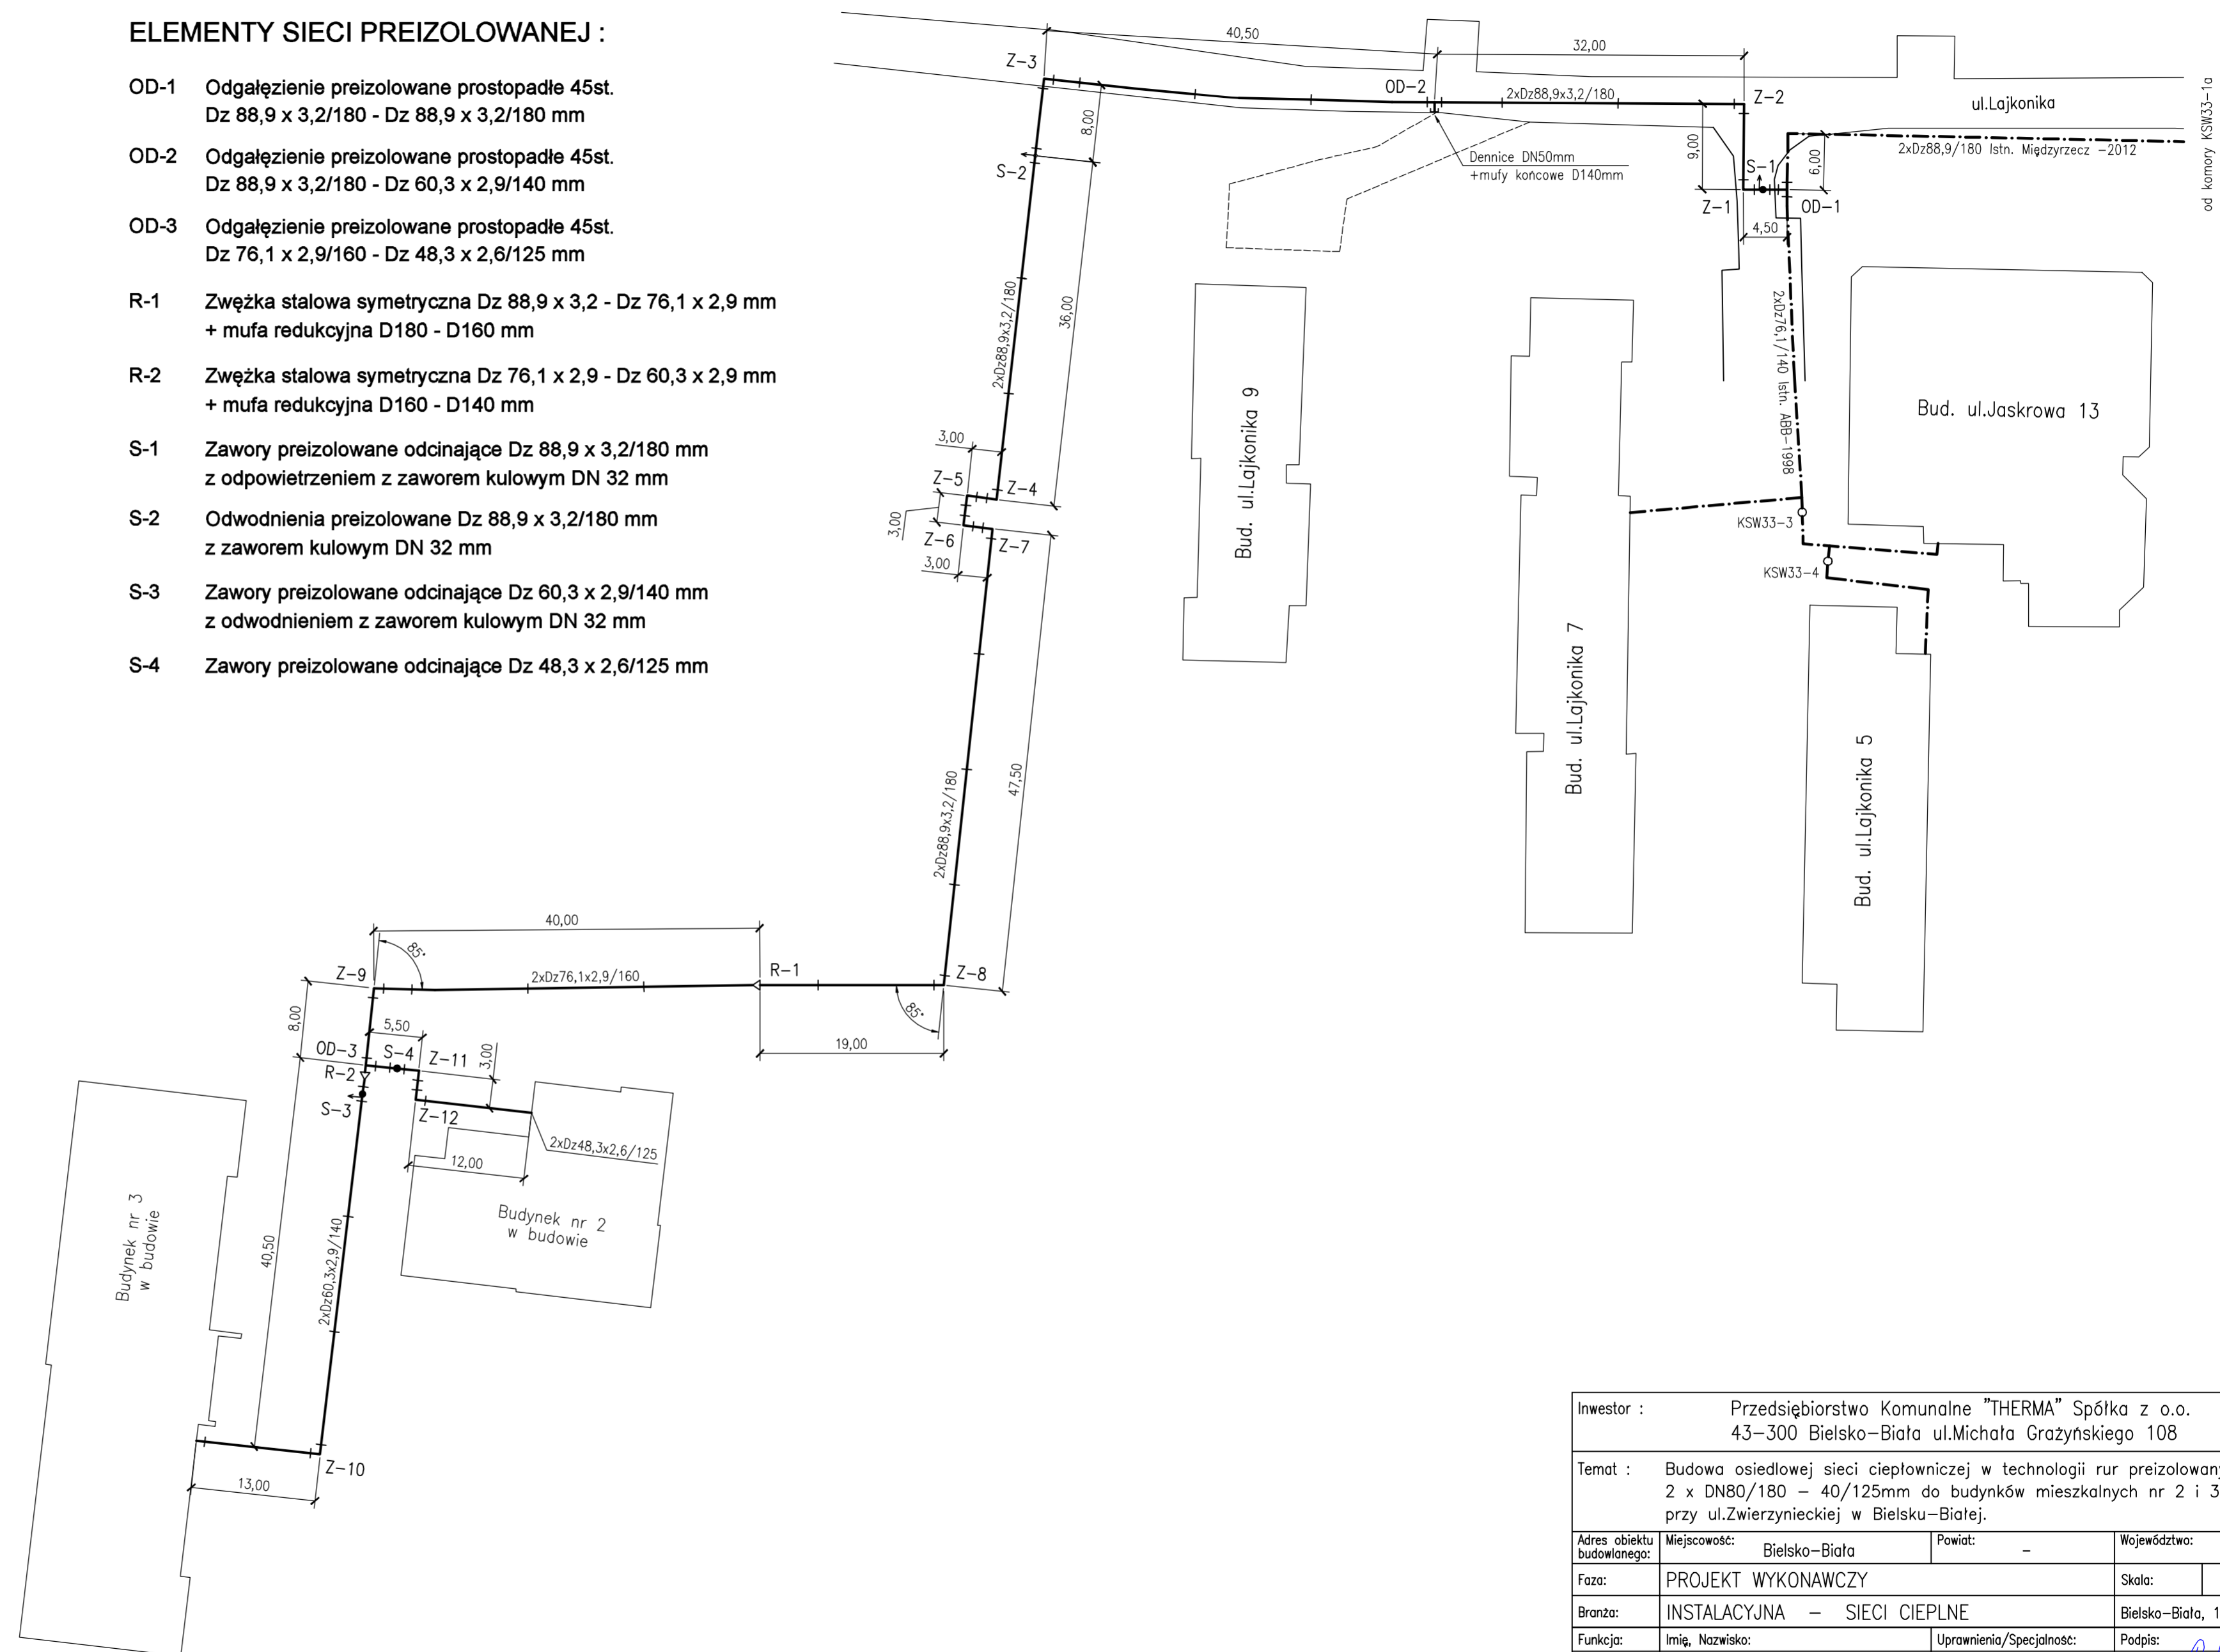 ELEMENTY SIECI PREIZOLOWANEJ :
OD-1 Odgałęzienie preizolowane prostopadłe 45st.
Dz 88,9 x 3,2/180 - Dz 88,9 x 3,2/180 mm
OD-2 Odgałęzienie preizolowane prostopadłe 45st.
Dz 88,9 x 3,2/180 - Dz 60,3 x 2,9/140 mm
OD-3 Odgałęzienie preizolowane prostopadłe 45st.
Dz 76,1 x 2,9/160 - Dz 48,3 x 2,6/125 mm
R-1 Zwężka stalowa symetryczna Dz 88,9 x 3,2 - Dz 76,1 x 2,9 mm
+ mufa redukcyjna D180 - D160 mm
R-2 Zwężka stalowa symetryczna Dz 76,1 x 2,9 - Dz 60,3 x 2,9 mm
+ mufa redukcyjna D160 - D140 mm
S-1 Zawory preizolowane odcinające Dz 88,9 x 3,2/180 mm
z odpowietrzeniem z zaworem kulowym DN 32 mm
S-2 Odwodnienia preizolowane Dz 88,9 x 3,2/180 mm
z zaworem kulowym DN 32 mm
S-3 Zawory preizolowane odcinające Dz 60,3 x 2,9/140 mm
z odwodnieniem z zaworem kulowym DN 32 mm
S-4 Zawory preizolowane odcinające Dz 48,3 x 2,6/125 mm
40,50
32,00
Z-3
OD-2
2xDz88,9x3,2/180
Z-2
ul.Lajkonika
od komory KSW33-1a
8,00
S-2
Dennice DN50mm
+mufy końcowe D140mm
9,00
S-1
6,00
2xDz88,9/180 Istn. Międzyrzecz -2012
Z-1
OD-1
4,50
2xDz88,9x3,2/180
36,00
2xDz76,1/140 Istn. ABB-1998
Bud. ul.Lajkonika 9
Bud. ul.Jaskrowa 13
3,00
Z-5
Z-4
3,00
Z-6
Z-7
3,00
KSW33-3
KSW33-4
Bud. ul.Lajkonika 7
Bud. ul.Lajkonika 5
2xDz88,9x3,2/180
47,50
40,00
85°
Z-9
2xDz76,1x2,9/160
R-1
Z-8
85°
19,00
8,00
5,50
OD-3
S-4
Z-11
3,00
R-2
S-3
Z-12
2xDz48,3x2,6/125
12,00
Budynek nr 2
w budowie
Budynek nr 3
w budowie
40,50
2xDz60,3x2,9/140
Z-10
13,00
Inwestor : Przedsiębiorstwo Komunalne "THERMA" Spółka z o.o.
43-300 Bielsko-Biała ul.Michała Grażyńskiego 108
Temat : Budowa osiedlowej sieci ciepłowniczej w technologii rur
2 x DN80/180 - 40/125mm do budynków mieszkalnych nr 2 i 3
przy ul.Zwierzynieckiej w Bielsku-Białej.
Adres obiektu budowlanego: Miejscowość: Bielsko-Biała Powiat: - Województwo:
Faza: PROJEKT WYKONAWCZY Skala:
Branża: INSTALACYJNA - SIECI CIEPLNE Bielsko-Biała,
Funkcja: Imię, Nazwisko: Uprawnienia/Specjalność: Podpis: